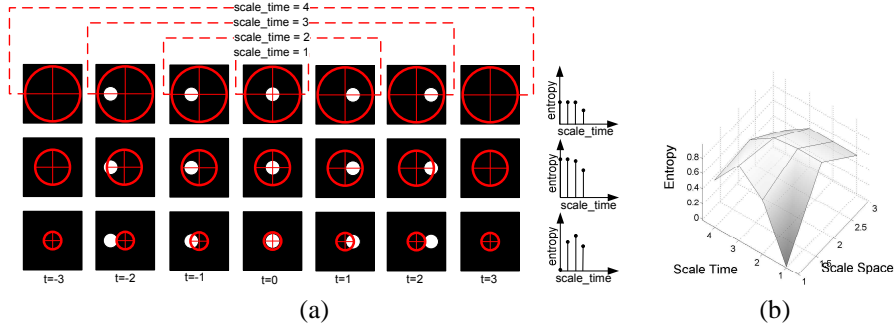 scale_time = 4
scale_time = 3
scale_time = 2
scale_time = 1
entropy
scale_time
entropy
scale_time
entropy
scale_time
t=-3 t=-2 t=-1 t=0 t=1 t=2 t=3
(a)
Entropy
0.8
0.6
0.4
0.2
0
4
3
2
1
Scale Time
1
1.5
2
2.5
3
Scale Space
(b)